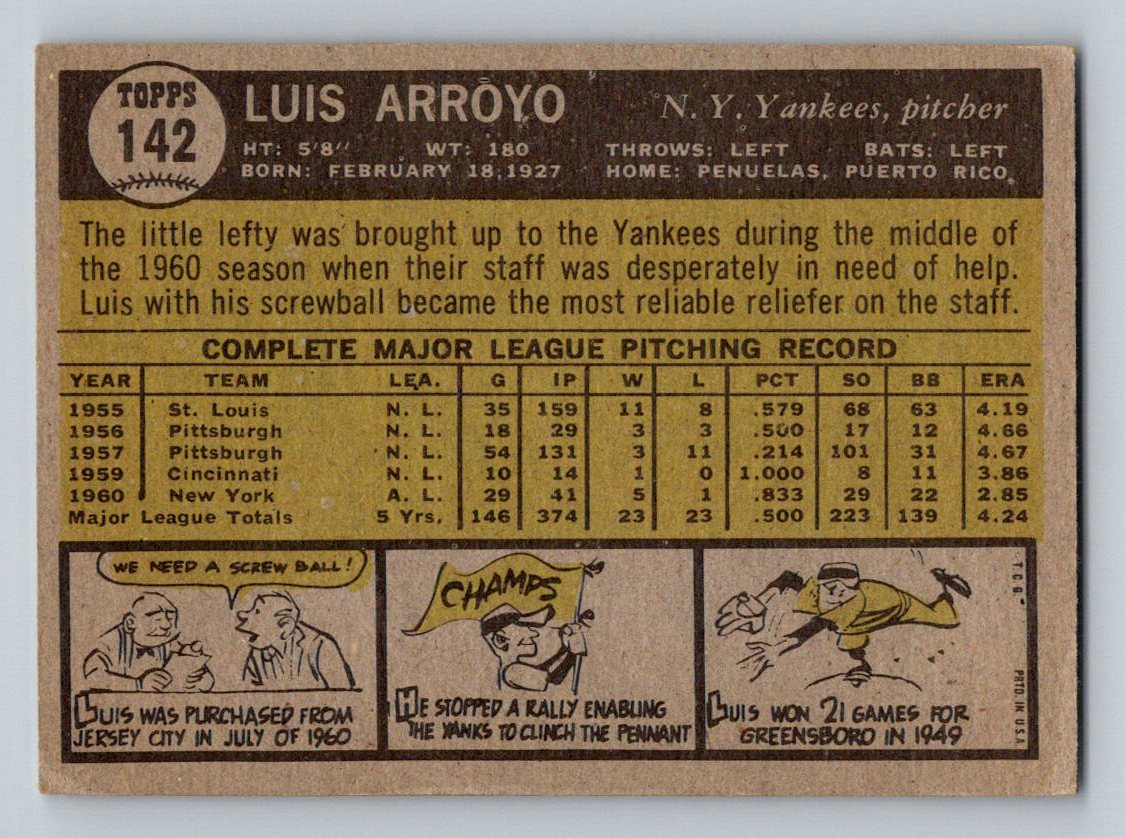 TOPPS
142
LUIS ARROYO
N. Y. Yankees, pitcher
HT: 5'8" WT: 180 THROWS: LEFT BATS: LEFT
BORN: FEBRUARY 18, 1927 HOME: PENUELAS, PUERTO RICO
The little lefty was brought up to the Yankees during the middle of
the 1960 season when their staff was desperately in need of help.
Luis with his screwball became the most reliable reliefer on the staff.
COMPLETE MAJOR LEAGUE PITCHING RECORD
YEAR TEAM LEA. G IP W L PCT SO BB ERA
1955 St. Louis N. L. 35 159 11 8 .579 68 63 4.19
1956 Pittsburgh N. L. 18 29 3 3 .500 17 12 4.66
1957 Pittsburgh N. L. 54 131 3 11 .214 101 31 4.67
1959 Cincinnati N. L. 10 14 1 0 1.000 8 11 3.86
1960 New York A. L. 29 41 5 1 .833 29 22 2.85
Major League Totals 5 Yrs. 146 374 23 23 .500 223 139 4.24
WE NEED A SCREW BALL!
LUIS WAS PURCHASED FROM
JERSEY CITY IN JULY OF 1960
CHAMPS
HE STOPPED A RALLY ENABLING
THE YANKS TO CLINCH THE PENNANT
LUIS WON 21 GAMES FOR
GREENSBORO IN 1949
T.C.G.
PRTD. IN U.S.A.